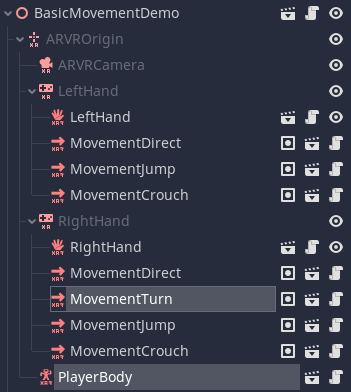 BasicMovementDemo
ARVROrigin
ARVRCamera
LeftHand
LeftHand
MovementDirect
MovementJump
MovementCrouch
RightHand
RightHand
MovementDirect
MovementTurn
MovementJump
MovementCrouch
PlayerBody